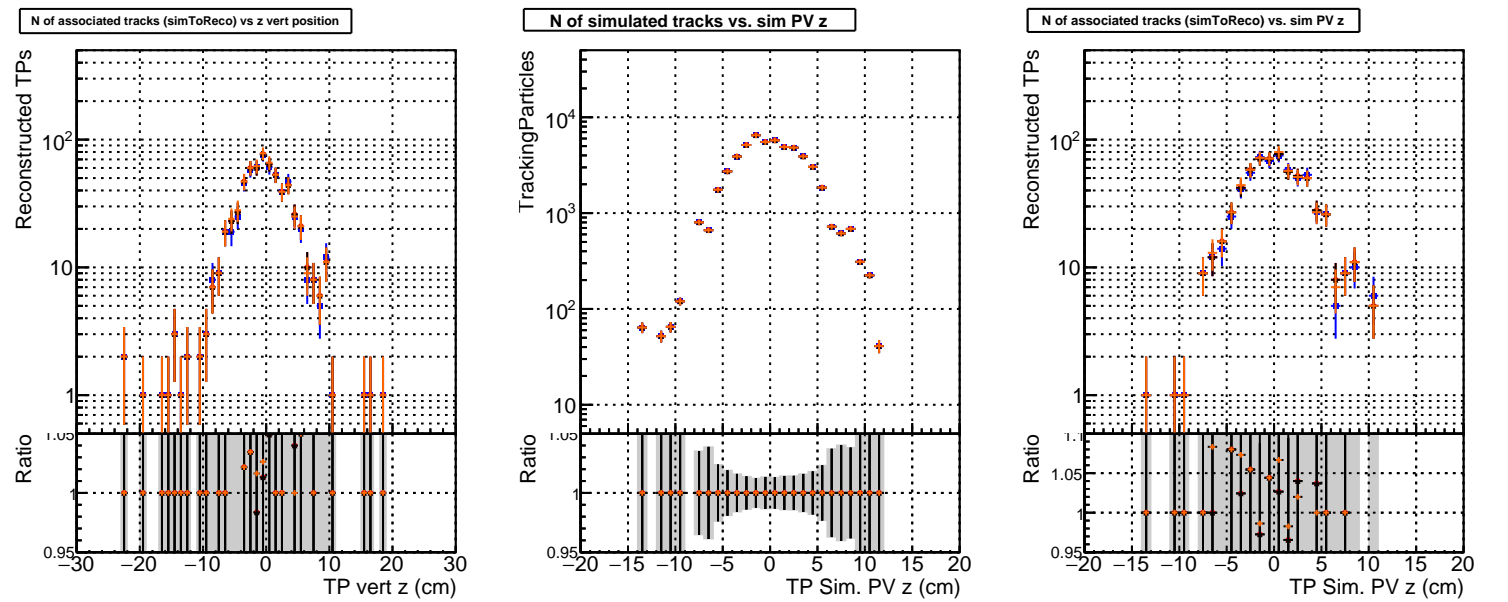 N of associated tracks (simToReco) vs z vert position
Reconstructed TPs
10²
10
1
Ratio
1.05
1
0.95
−30 −20 −10 0 10 20 30
TP vert z (cm)
N of simulated tracks vs. sim PV z
TrackingParticles
10⁴
10³
10²
10
Ratio
1.05
1
0.95
−20 −15 −10 −5 0 5 10 15 20
TP Sim. PV z (cm)
N of associated tracks (simToReco) vs. sim PV z
Reconstructed TPs
10²
10
1
Ratio
1.1
1.05
1
0.95
−20 −15 −10 −5 0 5 10 15 20
TP Sim. PV z (cm)